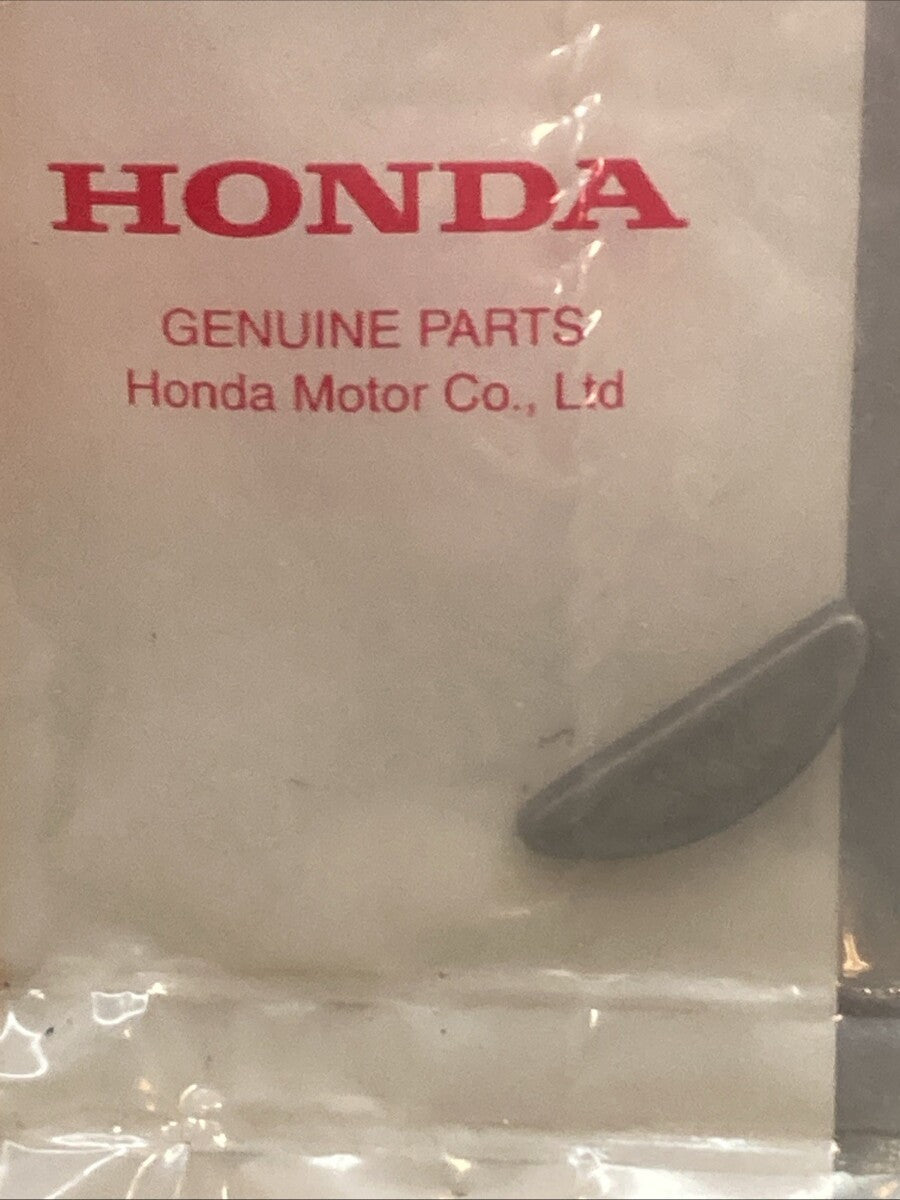 HONDA
GENUINE PARTS
Honda Motor Co., Ltd